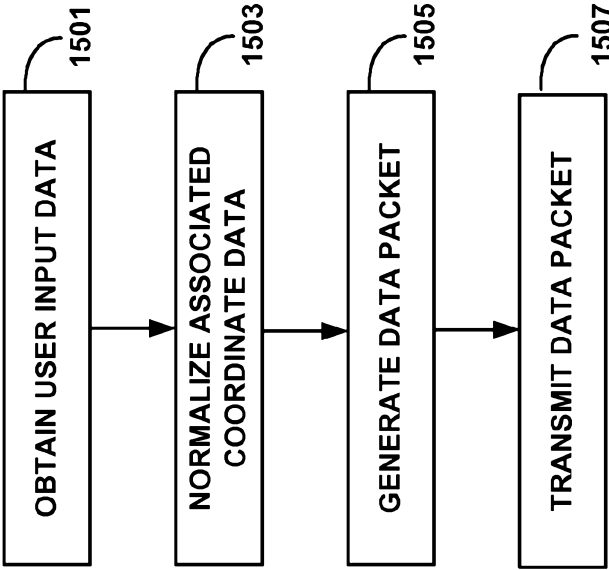 OBTAIN USER INPUT DATA
1501
NORMALIZE ASSOCIATED
COORDINATE DATA
1503
GENERATE DATA PACKET
1505
TRANSMIT DATA PACKET
1507